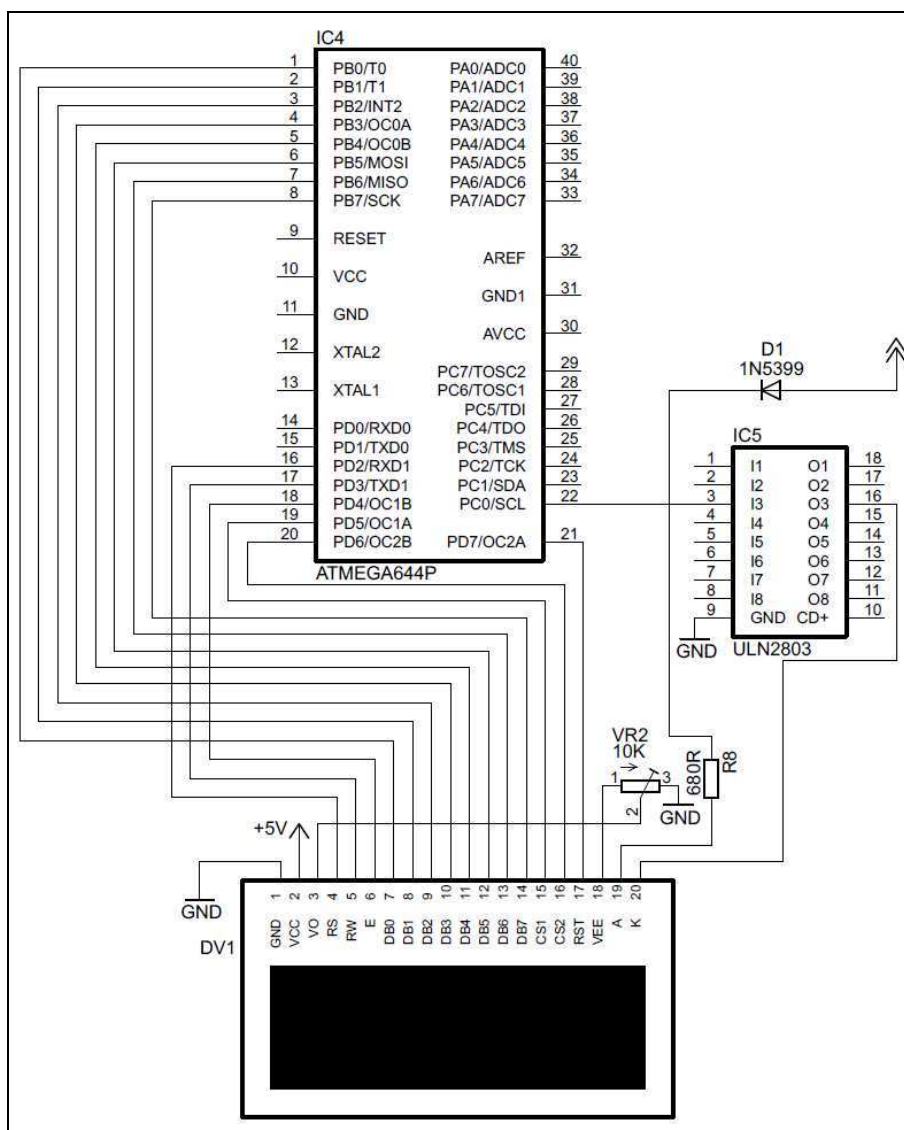 IC4
1 PB0/T0 PA0/ADC0 40
2 PB1/T1 PA1/ADC1 39
3 PB2/INT2 PA2/ADC2 38
4 PB3/OC0A PA3/ADC3 37
5 PB4/OC0B PA4/ADC4 36
6 PB5/MOSI PA5/ADC5 35
7 PB6/MISO PA6/ADC6 34
8 PB7/SCK PA7/ADC7 33
9 RESET
AREF 32
10 VCC
GND1 31
11 GND
AVCC 30
12 XTAL2
PC7/TOSC2 29
13 XTAL1 PC6/TOSC1 28
PC5/TDI 27
14 PD0/RXD0 PC4/TDO 26
15 PD1/TXD0 PC3/TMS 25
16 PD2/RXD1 PC2/TCK 24
17 PD3/TXD1 PC1/SDA 23
18 PD4/OC1B PC0/SCL 22
19 PD5/OC1A
20 PD6/OC2B PD7/OC2A 21
ATMEGA644P
D1
1N5399
IC5
1 I1 O1 18
2 I2 O2 17
3 I3 O3 16
4 I4 O4 15
5 I5 O5 14
6 I6 O6 13
7 I7 O7 12
8 I8 O8 11
9 GND CD+ 10
GND
ULN2803
VR2
10K
1 3
2
GND
680R
R8
+5V
GND
1 2 3 4 5 6 7 8 9 10 11 12 13 14 15 16 17 18 19 20
GND VCC VO RS RW E DB0 DB1 DB2 DB3 DB4 DB5 DB6 DB7 CS1 CS2 RST VEE A K
DV1